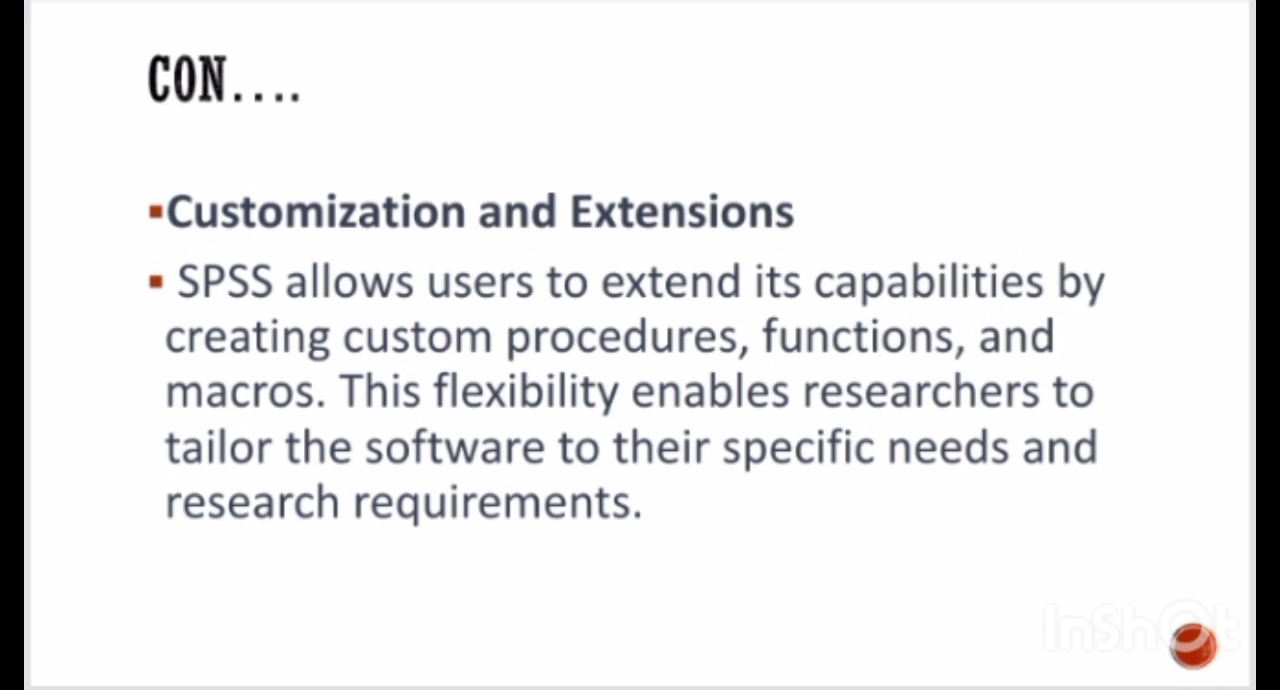 CON....
▪Customization and Extensions
▪ SPSS allows users to extend its capabilities by
creating custom procedures, functions, and
macros. This flexibility enables researchers to
tailor the software to their specific needs and
research requirements.
InShOt